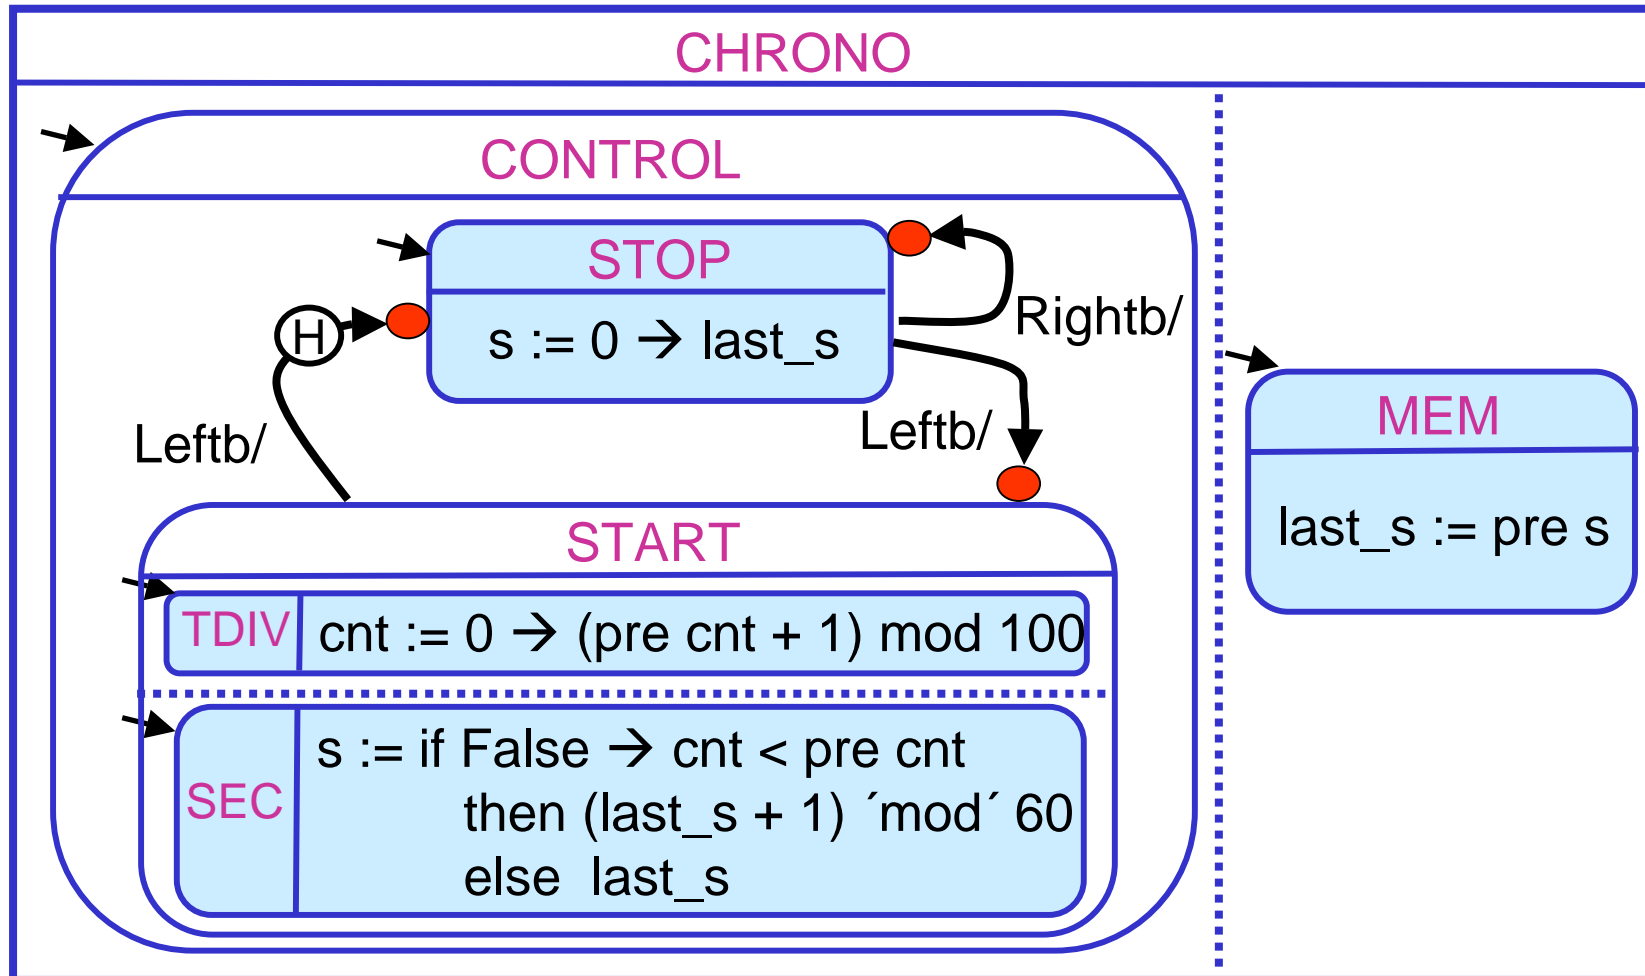 CHRONO
CONTROL
STOP
s := 0 → last_s
Rightb/
H
Leftb/
Leftb/
START
TDIV
cnt := 0 → (pre cnt + 1) mod 100
SEC
s := if False → cnt < pre cnt
then (last_s + 1) ´mod´ 60
else last_s
MEM
last_s := pre s